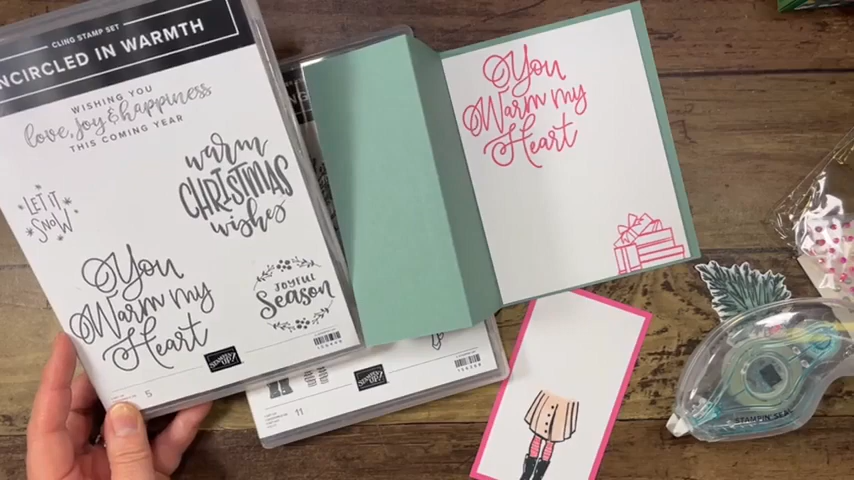 CLING STAMP SET
NCIRCLED IN WARMTH
WISHING YOU
love, joy & happiness
THIS COMING YEAR
warm
CHRISTMAS
wishes
LET IT
SNOW
You
Warm my
Heart
JOYFUL
Season
STAMPIN' UP!
5
You
Warm my
Heart
STAMPIN' UP!
11
STAMPIN' SEAL